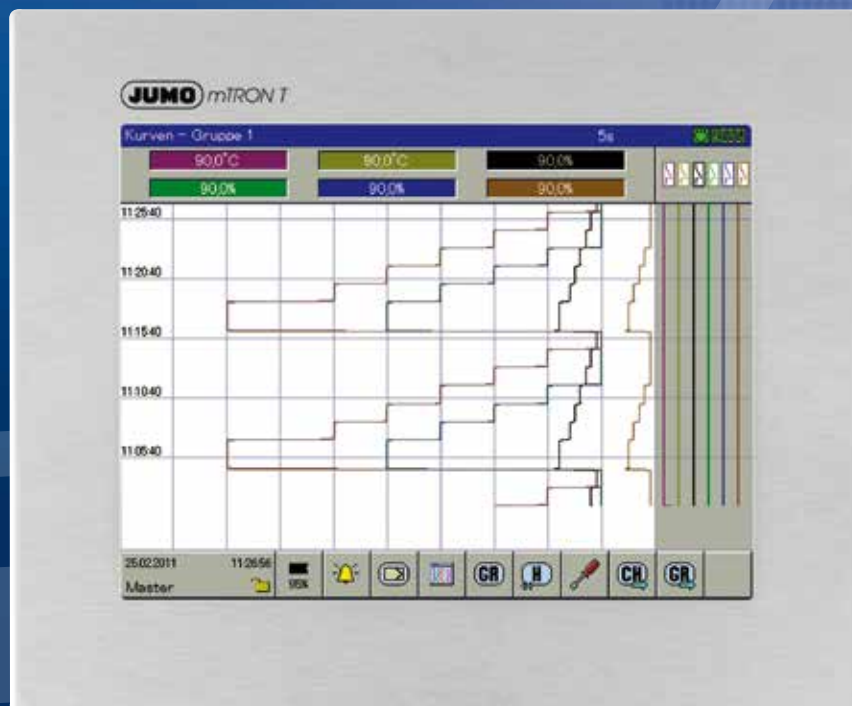 JUMO mTRON T
Kurven - Gruppe 1 5s
90,0°C 90,0°C 90,0%
90,0% 90,0% 90,0%
11:25:40
11:20:40
11:15:40
11:10:40
11:05:40
25.02.2011 11:26:56
Master
95%
GR
H
CH
GR